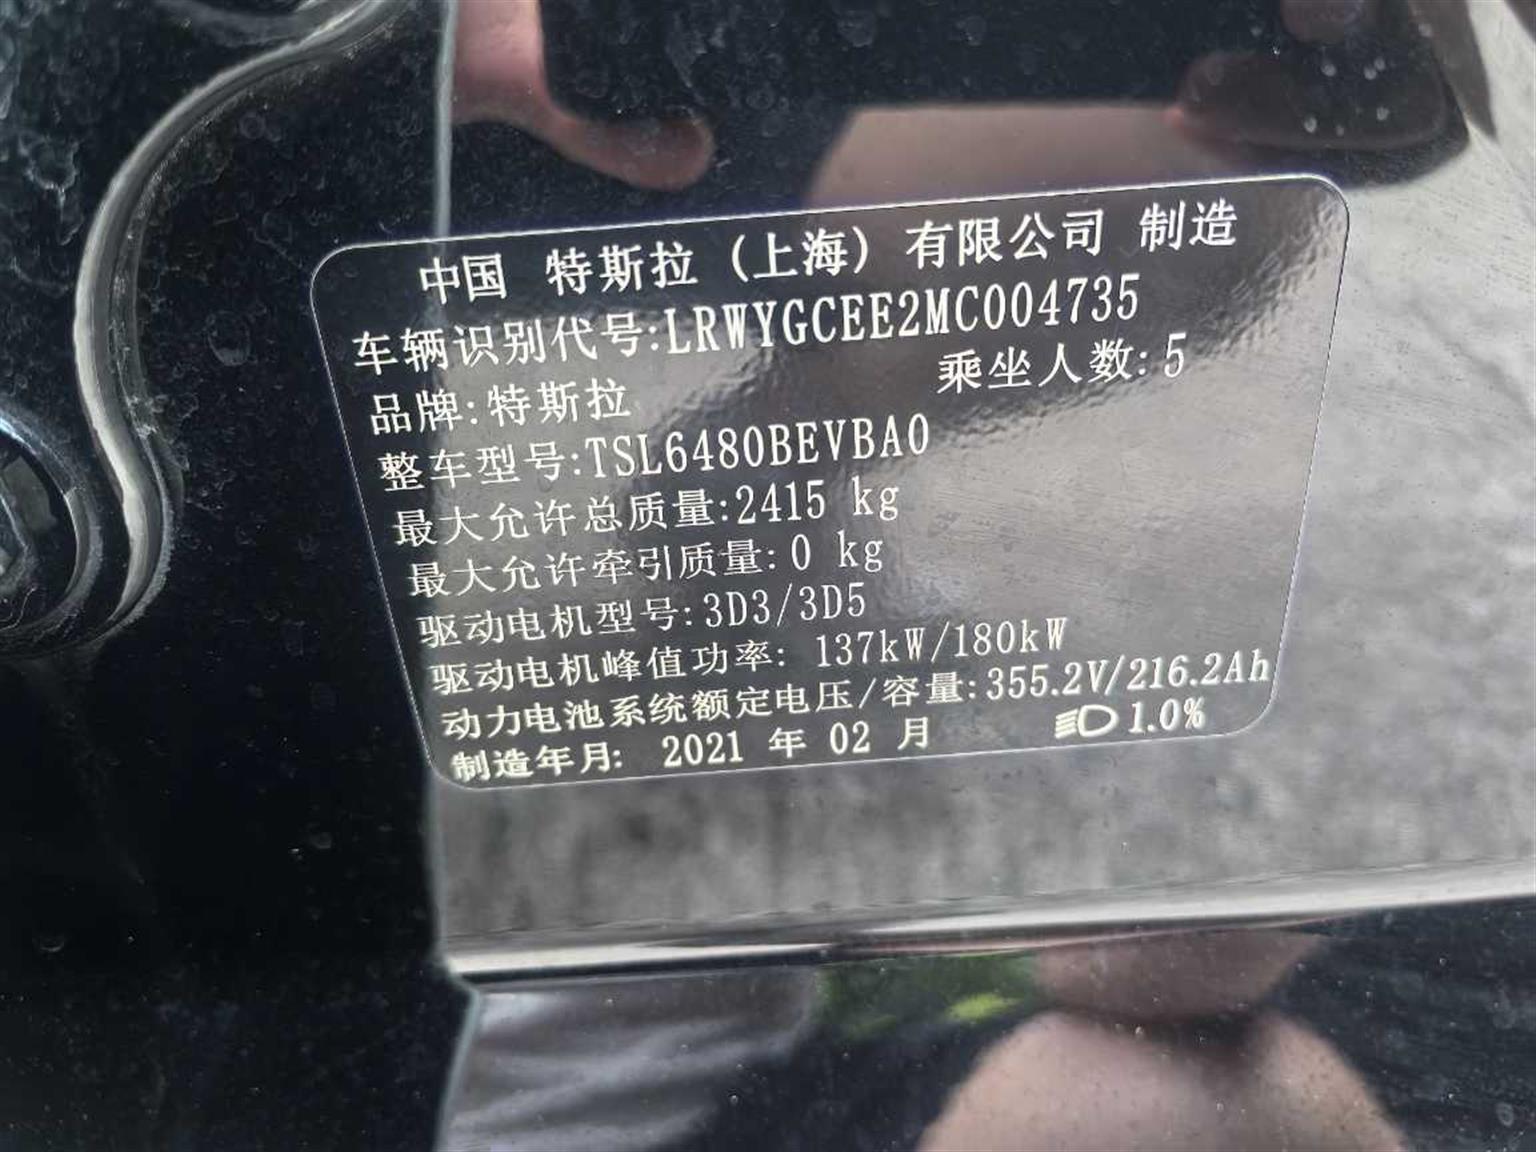 中国 特斯拉 (上海) 有限公司 制造
车辆识别代号:LRWYGCEE2MC004735
品牌:特斯拉 乘坐人数:5
整车型号:TSL6480BEVBA0
最大允许总质量:2415 kg
最大允许牵引质量: 0 kg
驱动电机型号:3D3/3D5
驱动电机峰值功率: 137kW/180kW
动力电池系统额定电压/容量:355.2V/216.2Ah
制造年月: 2021 年 02 月 1.0%